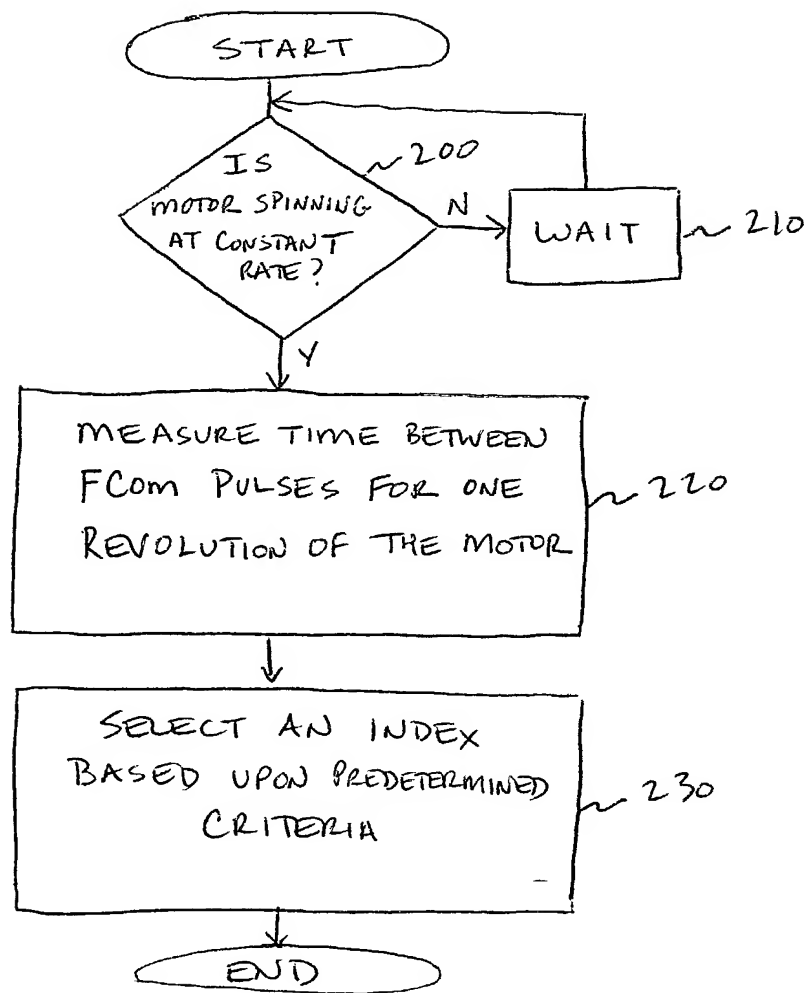 START
IS
MOTOR SPINNING
AT CONSTANT
RATE?
200
N
WAIT
210
Y
MEASURE TIME BETWEEN
FCOM PULSES FOR ONE
REVOLUTION OF THE MOTOR
220
SELECT AN INDEX
BASED UPON PREDETERMINED
CRITERIA
230
END